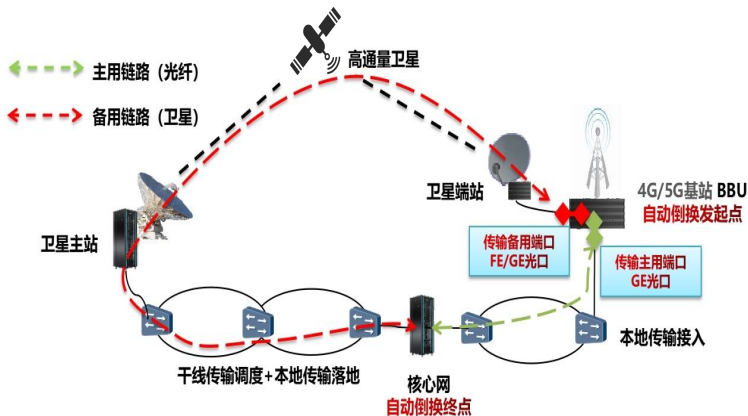 高通量卫星
主用链路（光纤）
备用链路（卫星）
卫星端站
4G/5G基站 BBU
自动倒换发起点
卫星主站
传输备用端口
FE/GE光口
传输主用端口
GE光口
本地传输接入
干线传输调度+本地传输落地
核心网
自动倒换终点